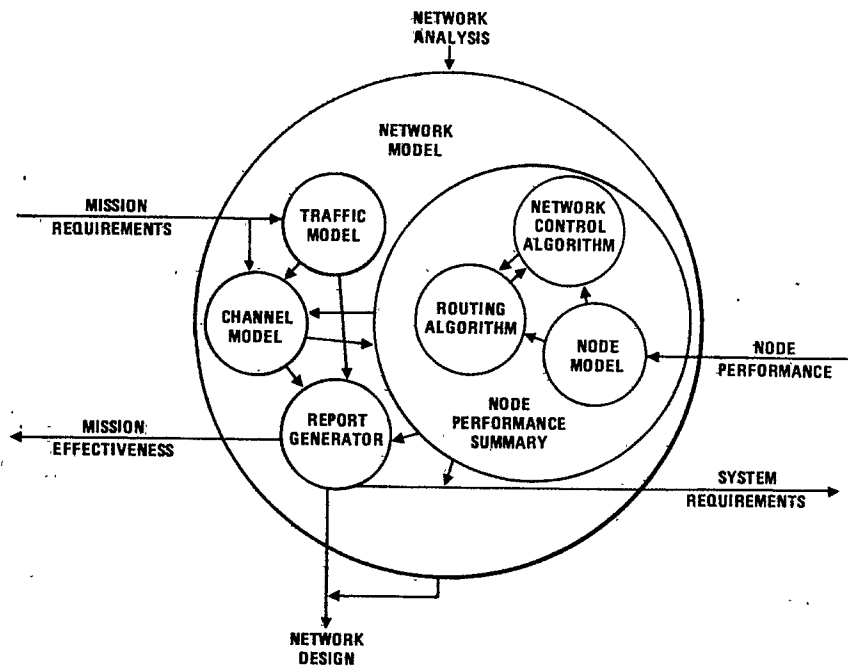 NETWORK
ANALYSIS
NETWORK
MODEL
MISSION
REQUIREMENTS
TRAFFIC
MODEL
NETWORK
CONTROL
ALGORITHM
CHANNEL
MODEL
ROUTING
ALGORITHM
NODE
MODEL
NODE
PERFORMANCE
MISSION
EFFECTIVENESS
REPORT
GENERATOR
NODE
PERFORMANCE
SUMMARY
SYSTEM
REQUIREMENTS
NETWORK
DESIGN